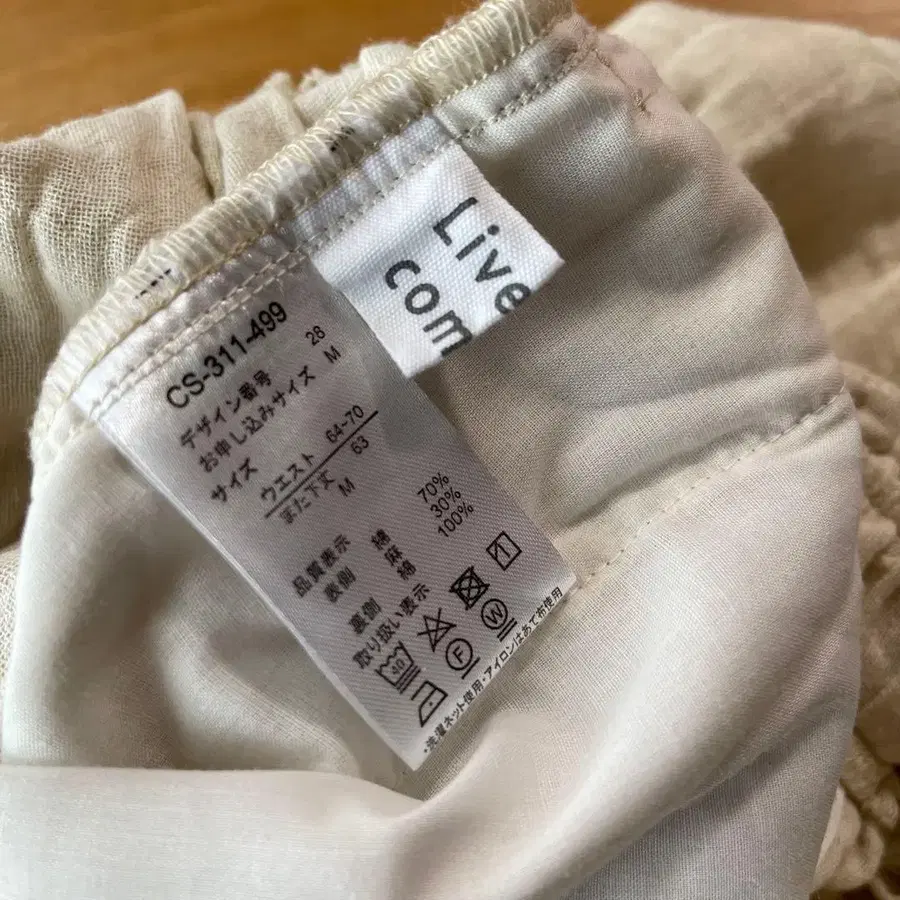 Live
com
CS-311-499
デザイン番号 28
お申し込みサイズ M
サイズ
ウエスト 64-70
また下丈 63
M
品質表示
表側 綿 70%
麻 30%
裏側 綿 100%
取り扱い表示
40
F
W
・洗濯ネット使用・アイロンはあて布使用